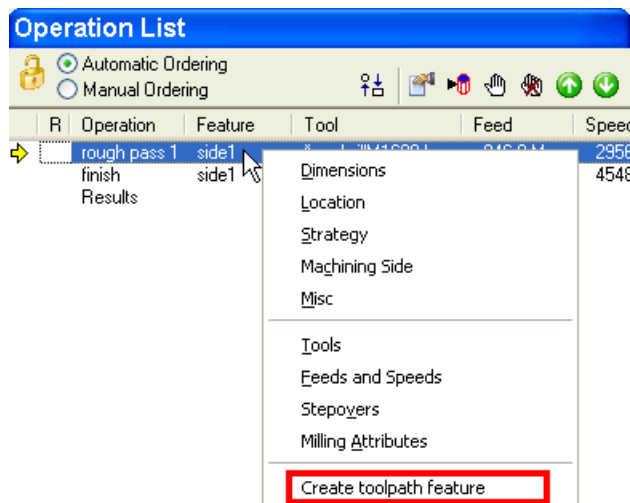 Operation List
Automatic Ordering
Manual Ordering
R Operation Feature Tool Feed Speed
rough pass 1 side1 2958
finish side1 4548
Results
Dimensions
Location
Strategy
Machining Side
Misc
Tools
Feeds and Speeds
Stepovers
Milling Attributes
Create toolpath feature